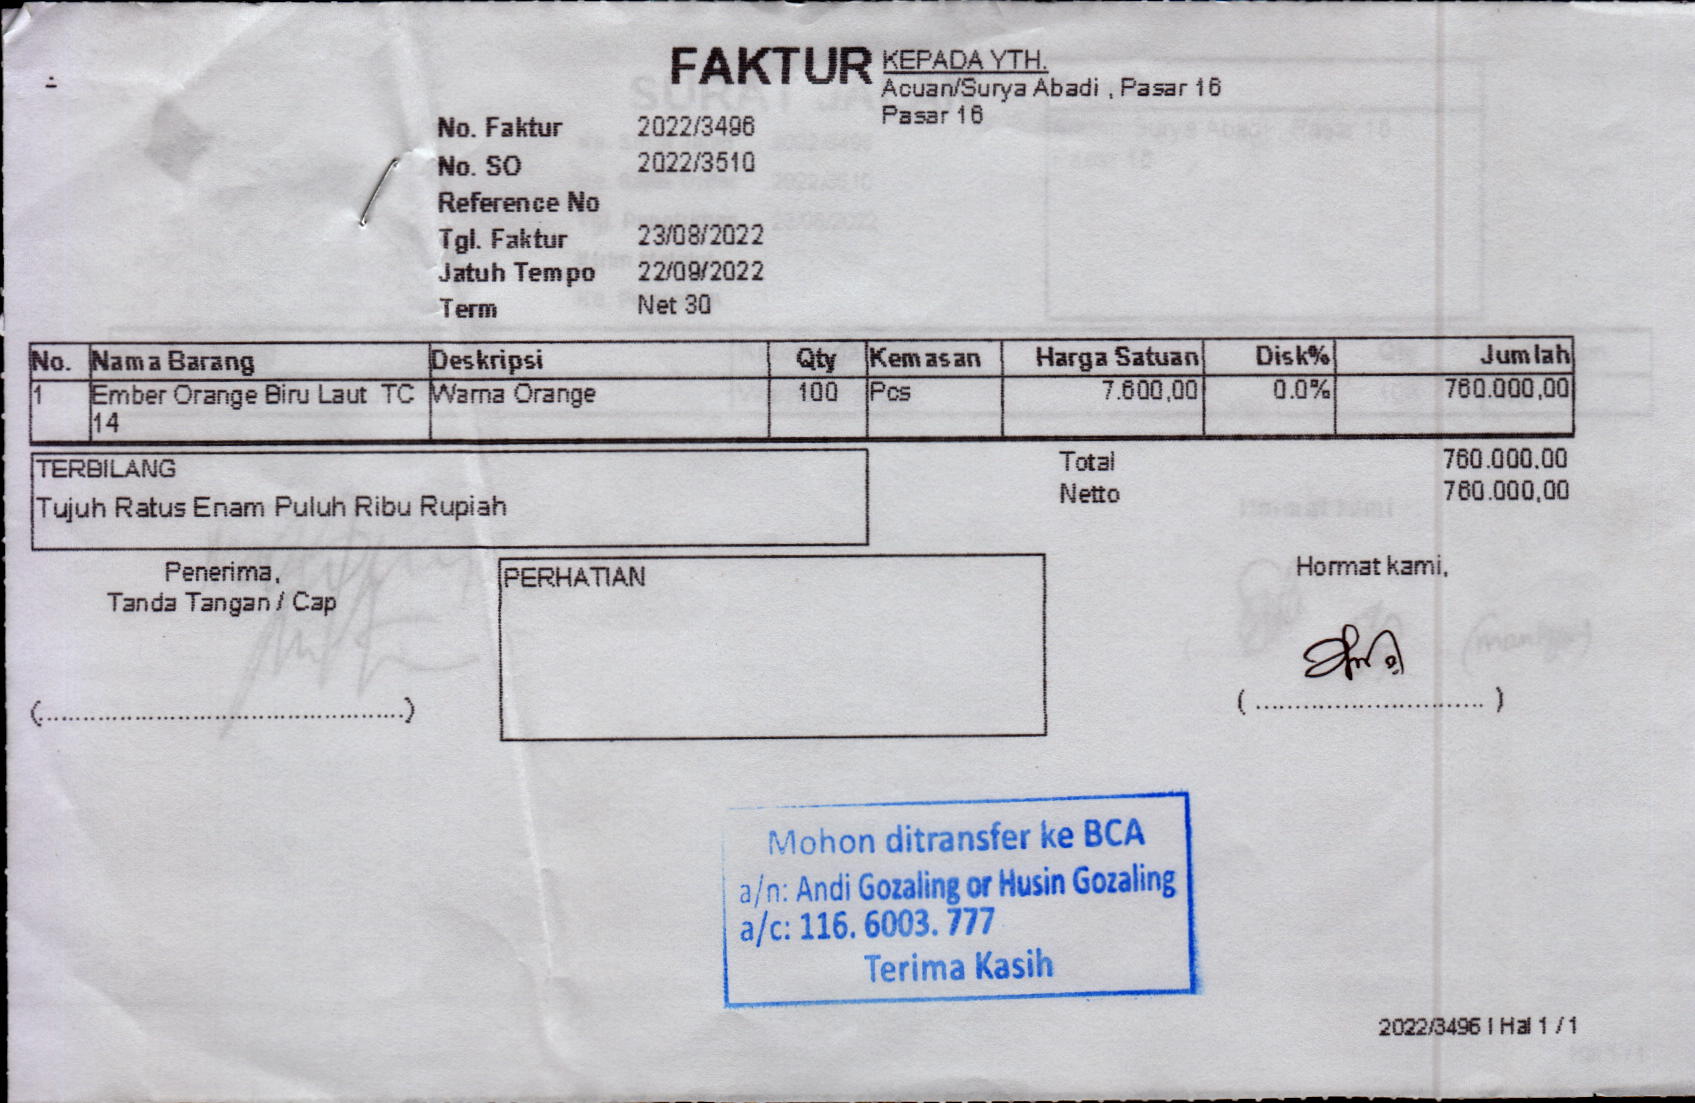 FAKTUR
KEPADA YTH.
Acuan/Surya Abadi , Pasar 16
Pasar 16
No. Faktur 2022/3496
No. SO 2022/3510
Reference No
Tgl. Faktur 23/08/2022
Jatuh Tempo 22/09/2022
Term Net 30
No. Nama Barang Deskripsi Qty Kemasan Harga Satuan Disk% Jumlah
1 Ember Orange Biru Laut TC Warna Orange 100 Pcs 7.600,00 0.0% 760.000,00
14
TERBILANG
Tujuh Ratus Enam Puluh Ribu Rupiah
Total 760.000,00
Netto 760.000,00
Penerima,
Tanda Tangan / Cap
(..................................................)
PERHATIAN
Hormat kami,
( .............................. )
Mohon ditransfer ke BCA
a/n: Andi Gozaling or Husin Gozaling
a/c: 116. 6003. 777
Terima Kasih
2022/3496 | Hal 1 / 1